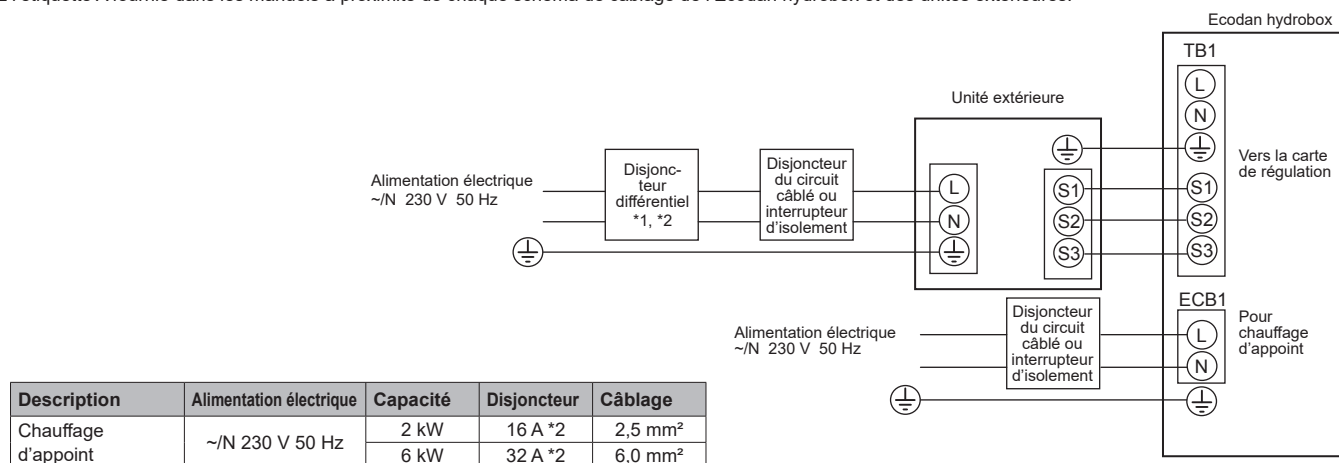 Ecodan hydrobox
TB1
L
N
Vers la carte
de régulation
S1
S2
S3
Unité extérieure
L
N
S1
S2
S3
Disjonc-
teur
différentiel
*1, *2
Disjoncteur
du circuit
câblé ou
interrupteur
d'isolement
Alimentation électrique
~/N 230 V 50 Hz
ECB1
L
N
Pour
chauffage
d'appoint
Disjoncteur
du circuit
câblé ou
interrupteur
d'isolement
Alimentation électrique
~/N 230 V 50 Hz
Description Alimentation électrique Capacité Disjoncteur Câblage
Chauffage
d'appoint
~/N 230 V 50 Hz
2 kW 16 A *2 2,5 mm²
6 kW 32 A *2 6,0 mm²